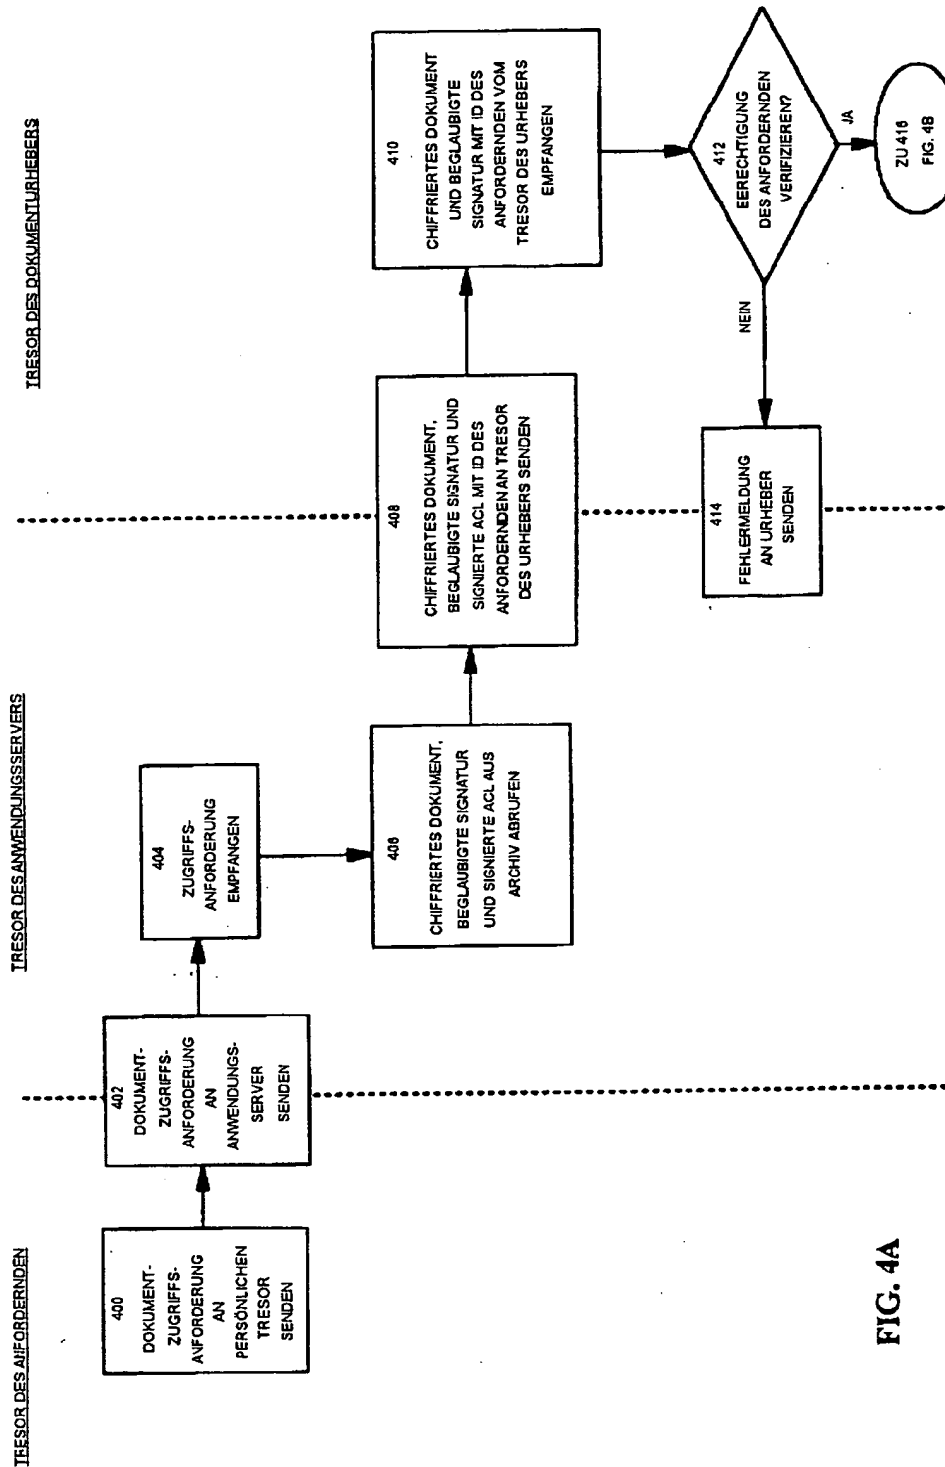 TRESOR DES ANFORDERNDEN
TRESOR DES ANWENDUNGSSERVERS
TRESOR DES DOKUMENTURHEBERS
400
DOKUMENT-
ZUGRIFFS-
ANFORDERUNG
AN
PERSÖNLICHEN
TRESOR
SENDEN
402
DOKUMENT-
ZUGRIFFS-
ANFORDERUNG
AN
ANWENDUNGS-
SERVER
SENDEN
404
ZUGRIFFS-
ANFORDERUNG
EMPFANGEN
406
CHIFFRIERTES DOKUMENT,
BEGLAUBIGTE SIGNATUR
UND SIGNIERTE ACL AUS
ARCHIV ABRUFEN
408
CHIFFRIERTES DOKUMENT,
BEGLAUBIGTE SIGNATUR UND
SIGNIERTE ACL MIT ID DES
ANFORDERNDEN AN TRESOR
DES URHEBERS SENDEN
410
CHIFFRIERTES DOKUMENT
UND BEGLAUBIGTE
SIGNATUR MIT ID DES
ANFORDERNDEN VOM
TRESOR DES URHEBERS
EMPFANGEN
412
EERECHTIGUNG
DES ANFORDERNDEN
VERIFIZIEREN?
NEIN
JA
414
FEHLERMELDUNG
AN URHEBER
SENDEN
ZU 416
FIG. 4B
FIG. 4A